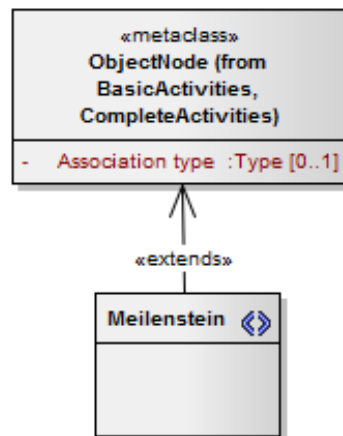 «metaclass»
ObjectNode (from
BasicActivities,
CompleteActivities)
- Association type :Type [0..1]
«extends»
Meilenstein